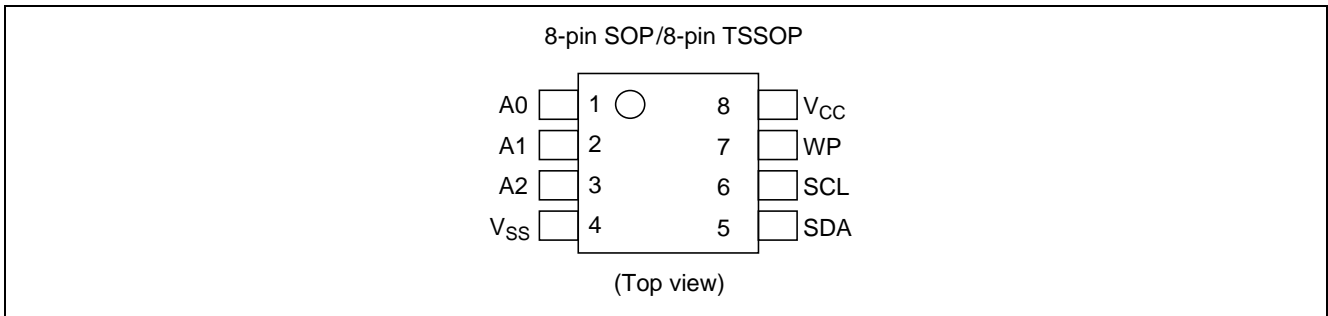 8-pin SOP/8-pin TSSOP
A0 1 8 VCC
A1 2 7 WP
A2 3 6 SCL
VSS 4 5 SDA
(Top view)